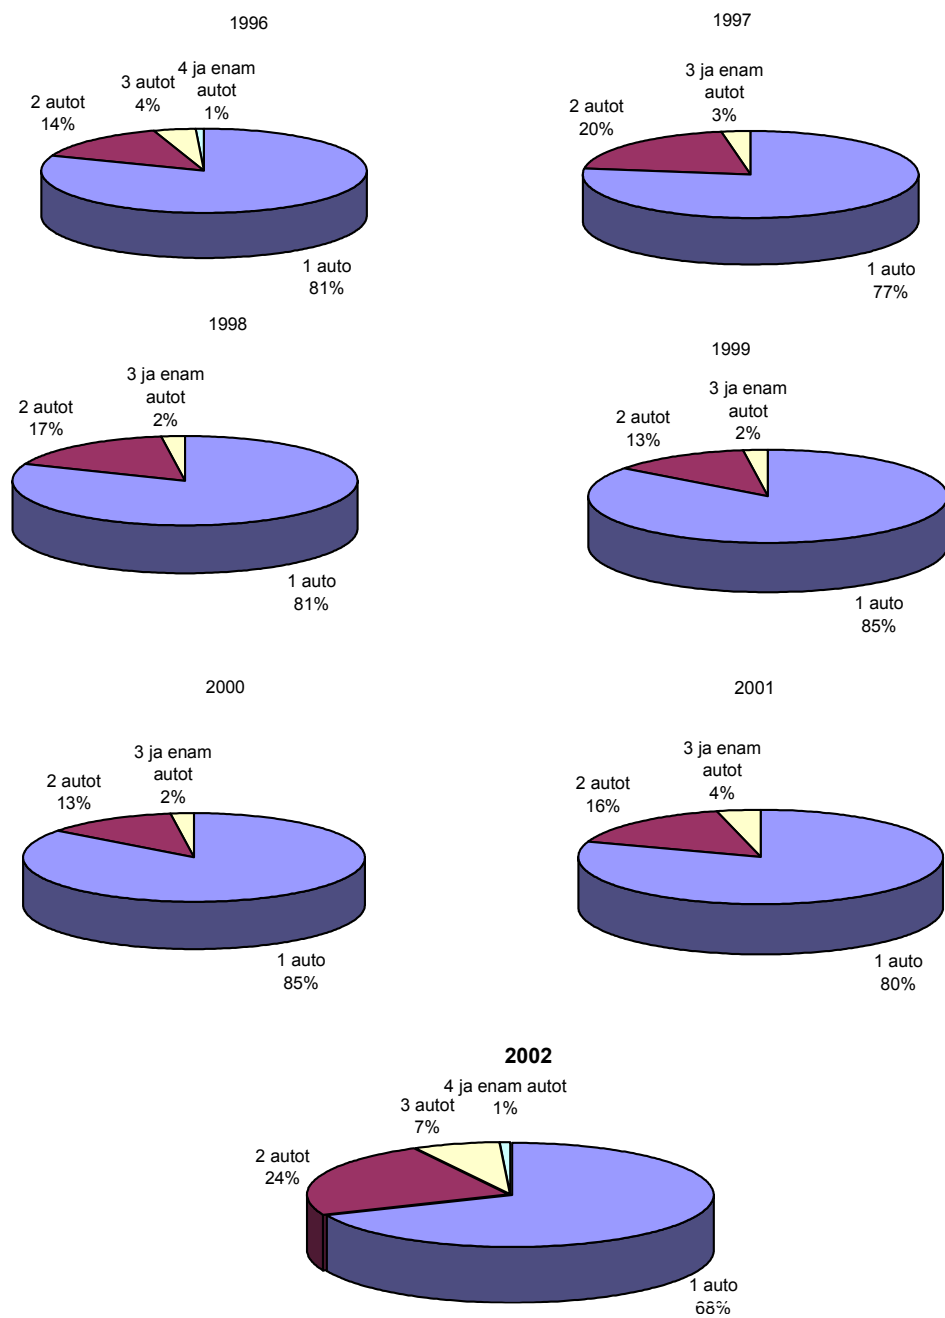 1996
4 ja enam
autot
1%
3 autot
4%
2 autot
14%
1 auto
81%
1997
3 ja enam
autot
3%
2 autot
20%
1 auto
77%
1998
3 ja enam
autot
2%
2 autot
17%
1 auto
81%
1999
3 ja enam
autot
2%
2 autot
13%
1 auto
85%
2000
3 ja enam
autot
2%
2 autot
13%
1 auto
85%
2001
3 ja enam
autot
4%
2 autot
16%
1 auto
80%
2002
4 ja enam autot
1%
3 autot
7%
2 autot
24%
1 auto
68%